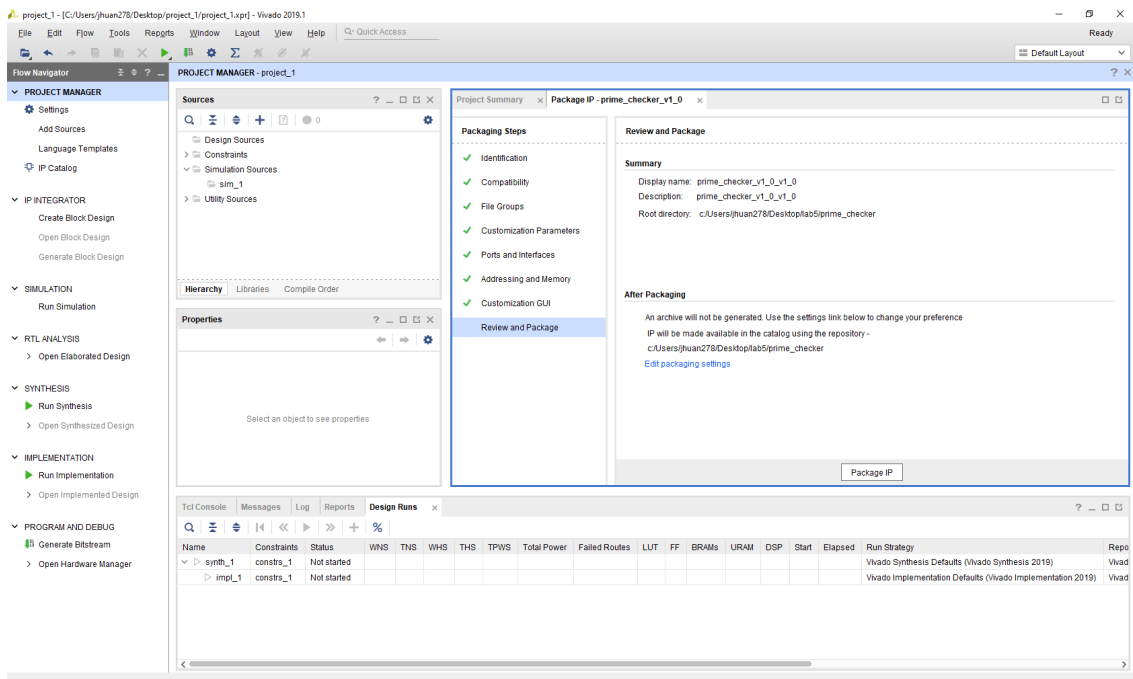 project_1 - [C:/Users/jhuan278/Desktop/project_1/project_1.xpr] - Vivado 2019.1
File Edit Flow Tools Reports Window Layout View Help Q- Quick Access Ready
Default Layout
Flow Navigator
PROJECT MANAGER
Settings
Add Sources
Language Templates
IP Catalog
IP INTEGRATOR
Create Block Design
Open Block Design
Generate Block Design
SIMULATION
Run Simulation
RTL ANALYSIS
Open Elaborated Design
SYNTHESIS
Run Synthesis
Open Synthesized Design
IMPLEMENTATION
Run Implementation
Open Implemented Design
PROGRAM AND DEBUG
Generate Bitstream
Open Hardware Manager
PROJECT MANAGER - project_1
Sources
0
Design Sources
Constraints
Simulation Sources
sim_1
Utility Sources
Hierarchy Libraries Compile Order
Properties
Select an object to see properties
Project Summary Package IP - prime_checker_v1_0
Packaging Steps
Identification
Compatibility
File Groups
Customization Parameters
Ports and Interfaces
Addressing and Memory
Customization GUI
Review and Package
Review and Package
Summary
Display name: prime_checker_v1_0_v1_0
Description: prime_checker_v1_0_v1_0
Root directory: c:/Users/jhuan278/Desktop/lab5/prime_checker
After Packaging
An archive will not be generated. Use the settings link below to change your preference
IP will be made available in the catalog using the repository -
c:/Users/jhuan278/Desktop/lab5/prime_checker
Edit packaging settings
Package IP
Tcl Console Messages Log Reports Design Runs
Name Constraints Status WNS TNS WHS THS TPWS Total Power Failed Routes LUT FF BRAMs URAM DSP Start Elapsed Run Strategy Repo
synth_1 constrs_1 Not started Vivado Synthesis Defaults (Vivado Synthesis 2019) Vivad
impl_1 constrs_1 Not started Vivado Implementation Defaults (Vivado Implementation 2019) Vivad